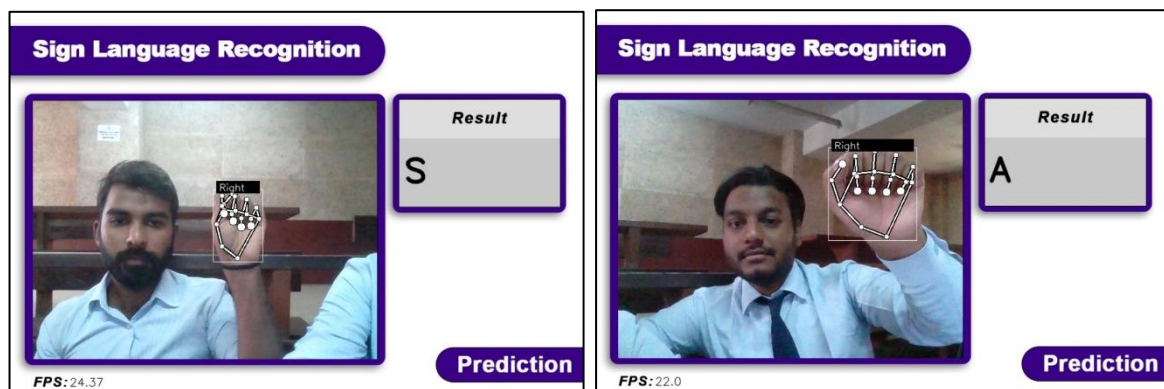 Sign Language Recognition
Result
Right
S
Prediction
FPS: 24.37
Sign Language Recognition
Result
Right
A
Prediction
FPS: 22.0